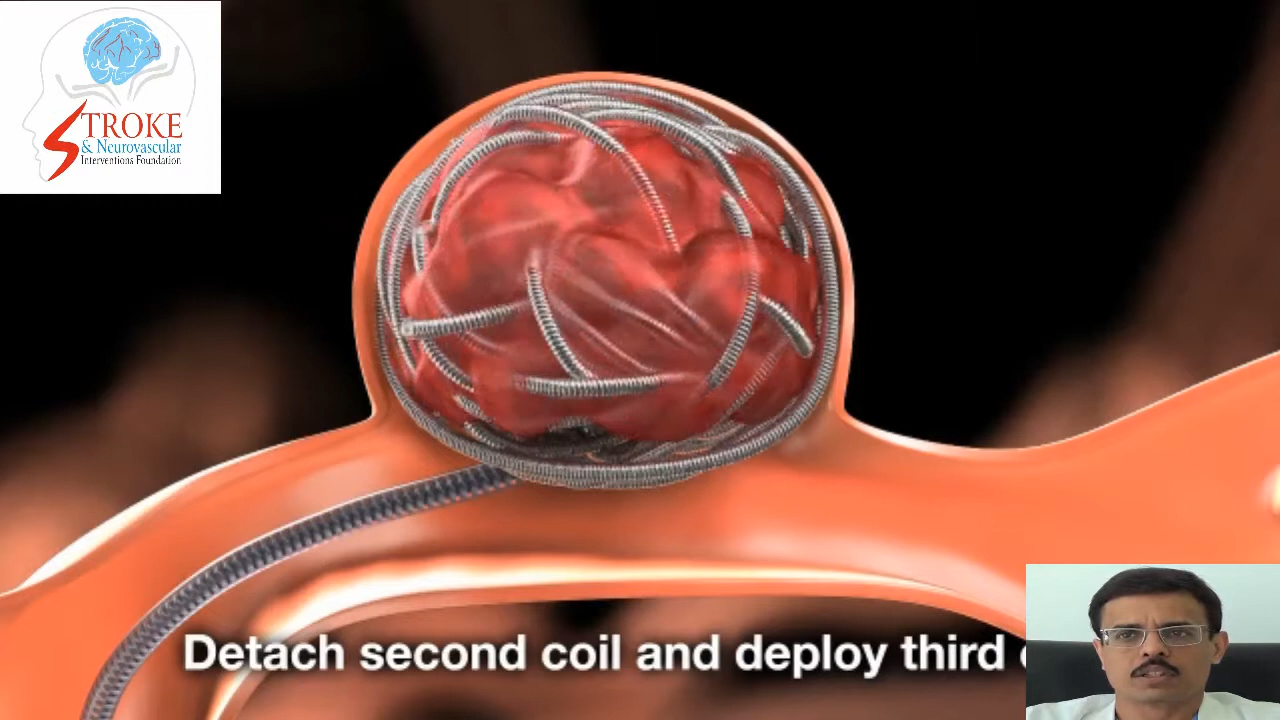 STROKE
& Neurovascular
Interventions Foundation
Detach second coil and deploy third